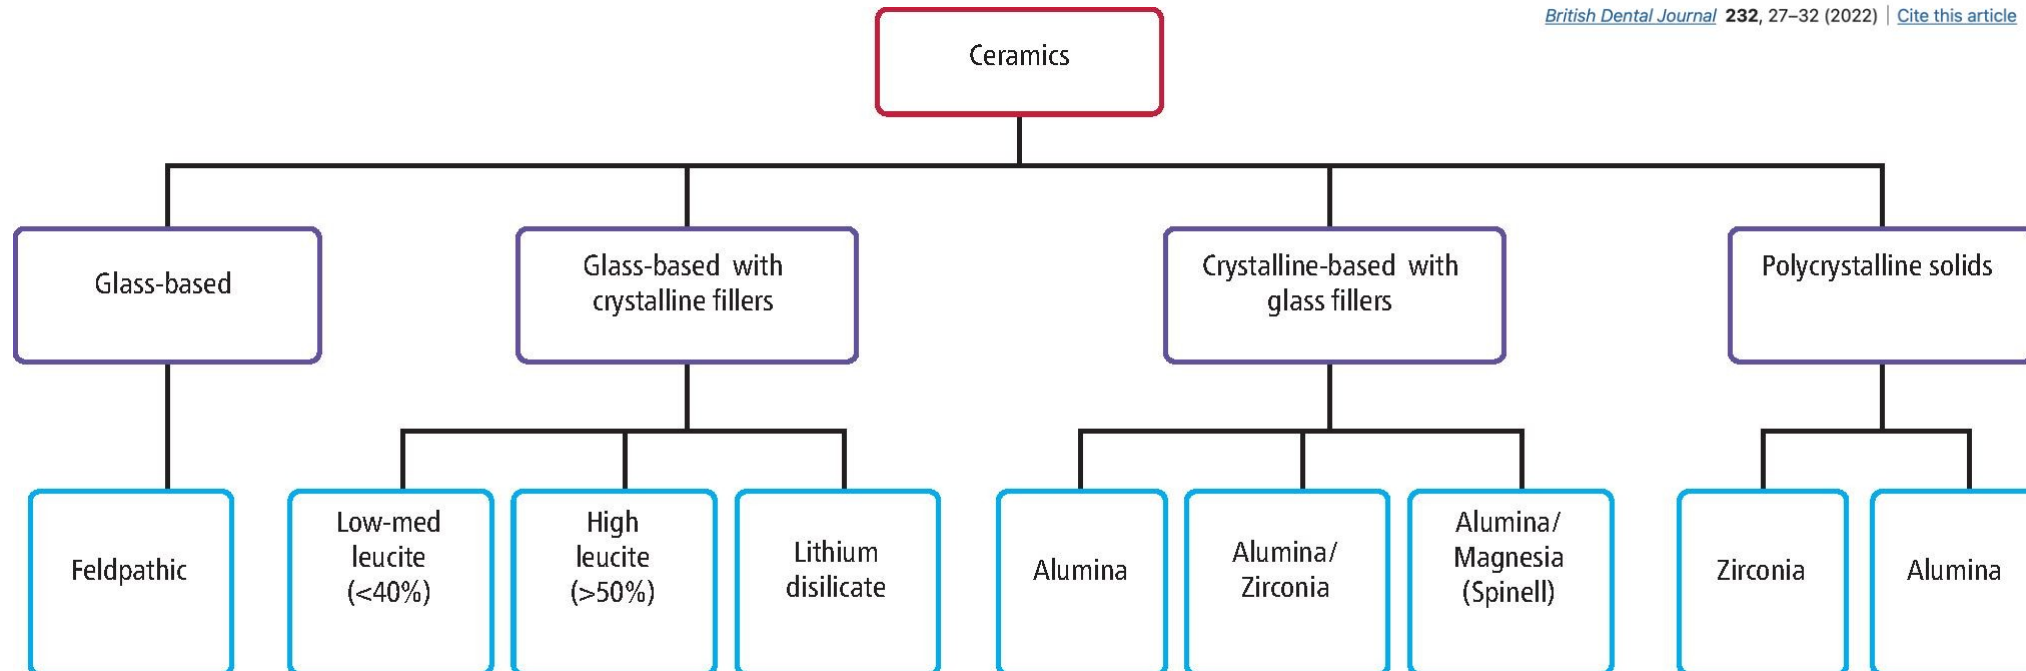 British Dental Journal 232, 27–32 (2022) | Cite this article
Ceramics
Glass-based
Glass-based with
crystalline fillers
Crystalline-based with
glass fillers
Polycrystalline solids
Feldpathic
Low-med
leucite
(<40%)
High
leucite
(>50%)
Lithium
disilicate
Alumina
Alumina/
Zirconia
Alumina/
Magnesia
(Spinell)
Zirconia
Alumina